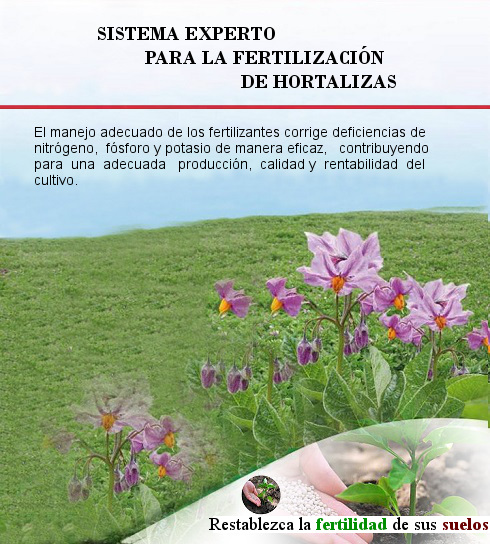 SISTEMA EXPERTO
PARA LA FERTILIZACIÓN
DE HORTALIZAS
El manejo adecuado de los fertilizantes corrige deficiencias de
nitrógeno, fósforo y potasio de manera eficaz, contribuyendo
para una adecuada producción, calidad y rentabilidad del
cultivo.
Restablezca la fertilidad de sus suelos